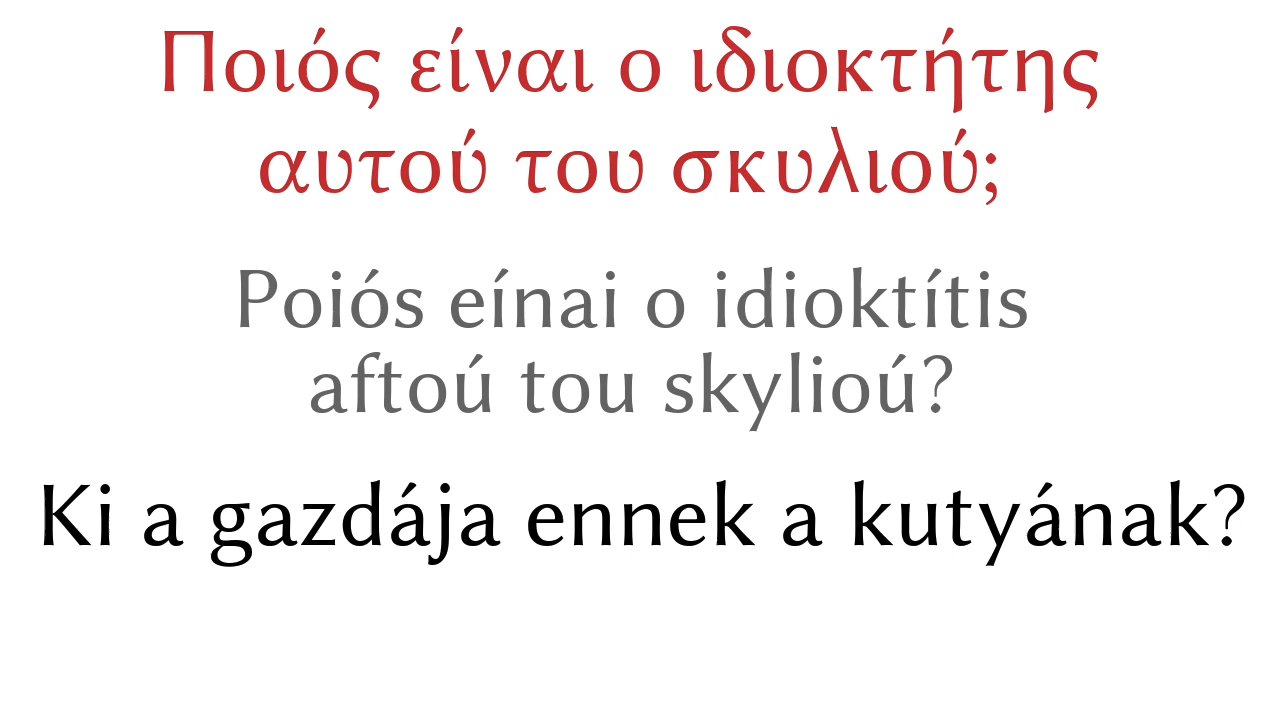 Ποιός είναι ο ιδιοκτήτης
αυτού του σκυλιού;
Poiós eínai o idioktítis
aftoú tou skylioú?
Ki a gazdája ennek a kutyának?